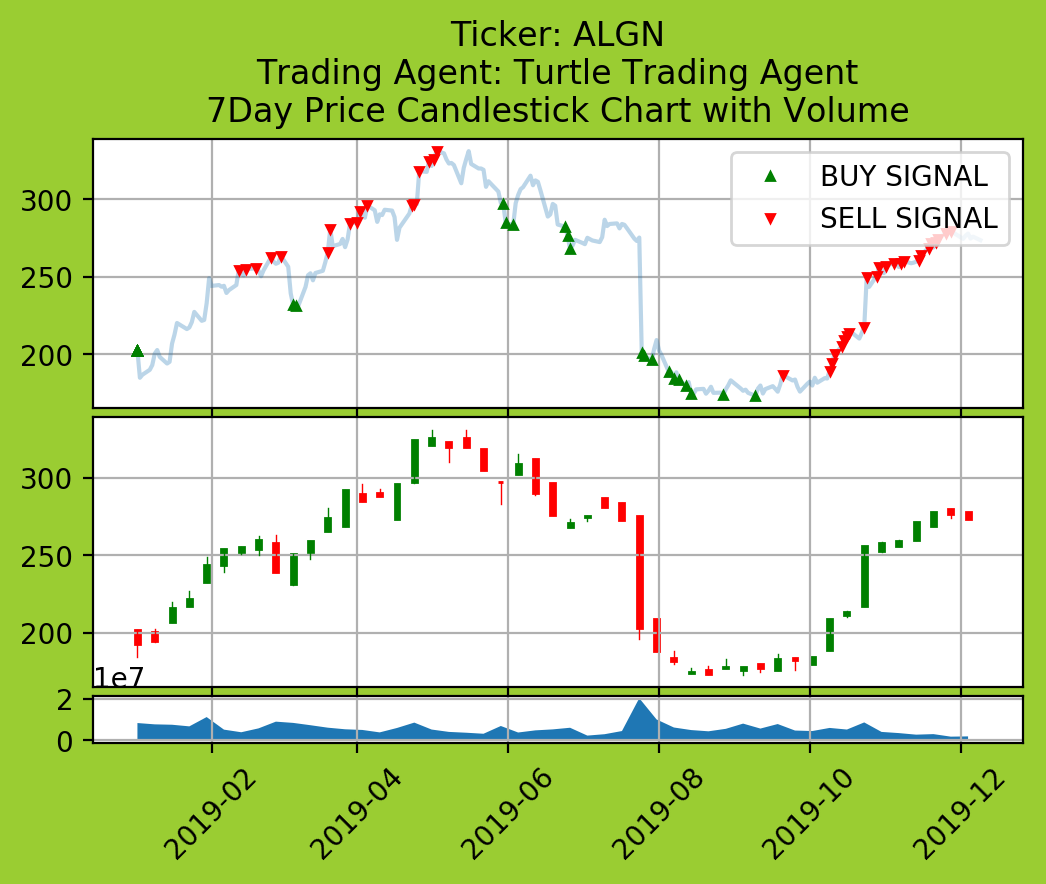 Ticker: ALGN
Trading Agent: Turtle Trading Agent
7Day Price Candlestick Chart with Volume
BUY SIGNAL
SELL SIGNAL
300
250
200
300
250
200
1e7
2
0
2019-02
2019-04
2019-06
2019-08
2019-10
2019-12